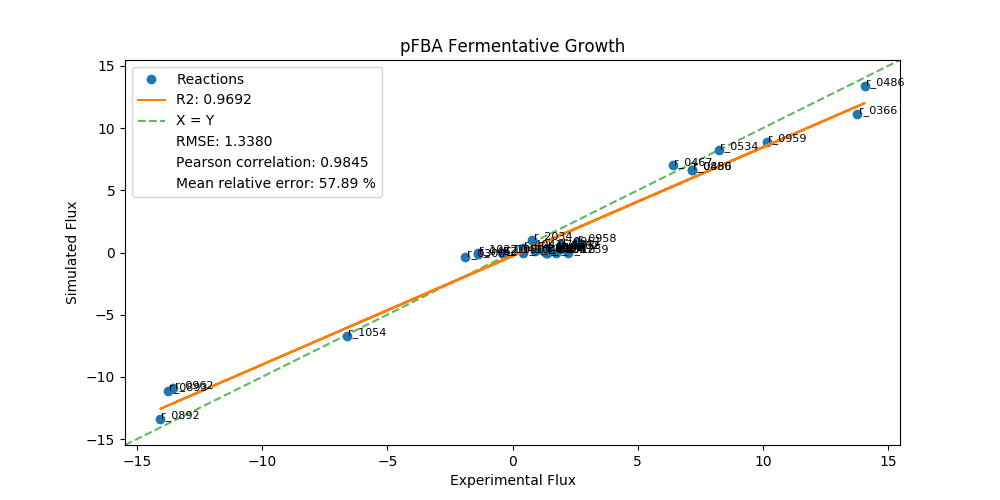 pFBA Fermentative Growth
Reactions
R2: 0.9692
X = Y
RMSE: 1.3380
Pearson correlation: 0.9845
Mean relative error: 57.89 %
Simulated Flux
15
10
5
0
−5
−10
−15
r_0486
r_0366
r_0959
r_0534
r_0467
r_2034
r_0958
r_1054
r_0962
r_0892
−15
−10
−5
0
5
10
15
Experimental Flux